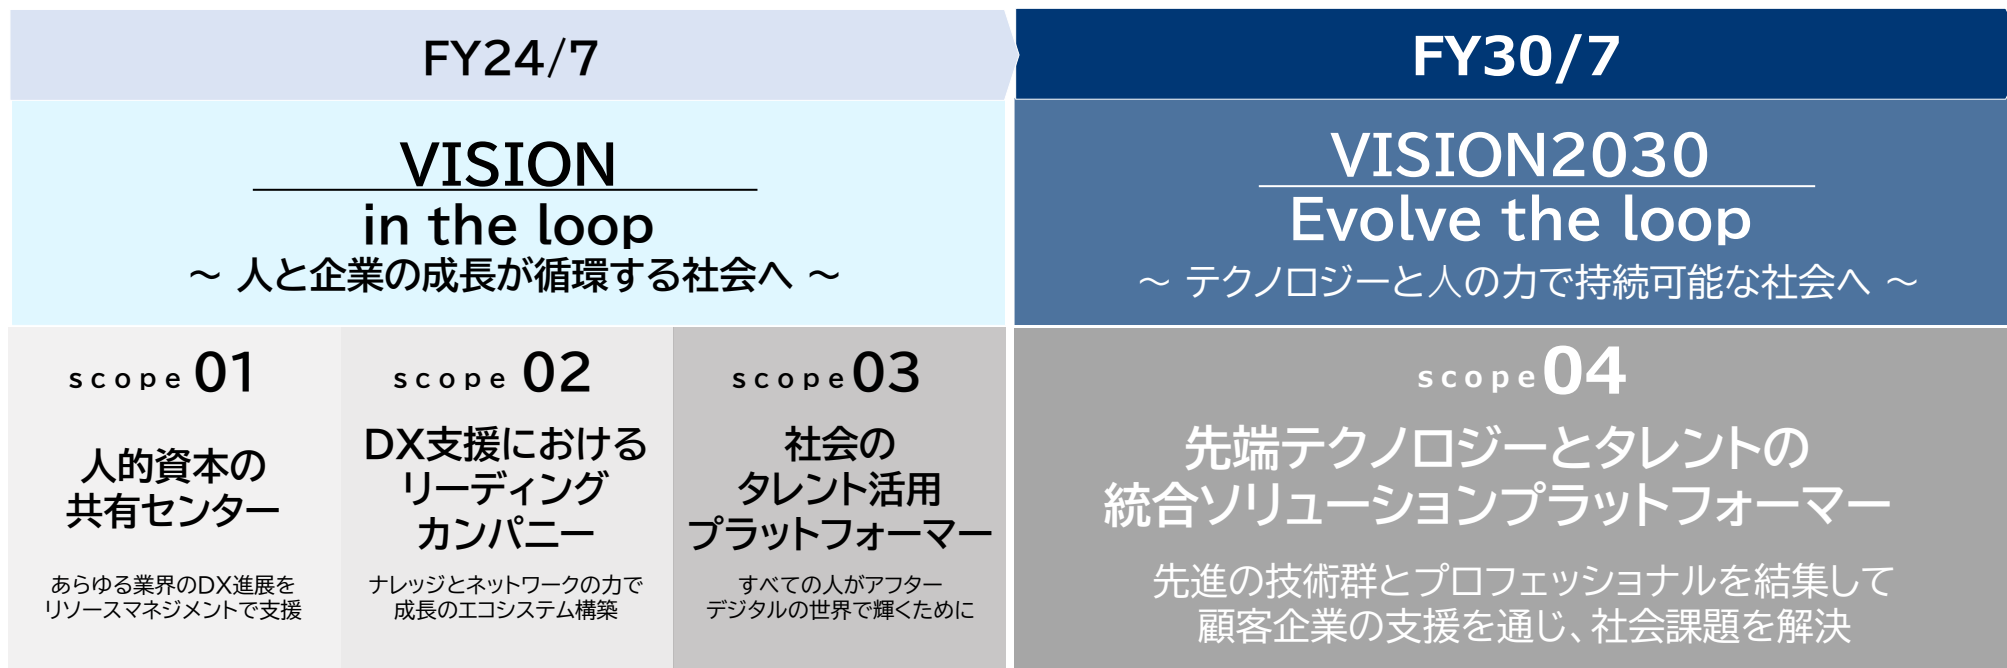 FY24/7
FY30/7
VISION
in the loop
～ 人と企業の成長が循環する社会へ ～
VISION2030
Evolve the loop
～ テクノロジーと人の力で持続可能な社会へ ～
scope 01
人的資本の
共有センター
あらゆる業界のDX進展を
リソースマネジメントで支援
scope 02
DX支援における
リーディング
カンパニー
ナレッジとネットワークの力で
成長のエコシステム構築
scope 03
社会の
タレント活用
プラットフォーマー
すべての人がアフター
デジタルの世界で輝くために
scope 04
先端テクノロジーとタレントの
統合ソリューションプラットフォーマー
先進の技術群とプロフェッショナルを結集して
顧客企業の支援を通じ、社会課題を解決